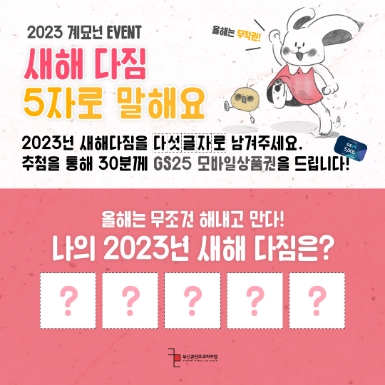 2023 계묘년 EVENT
올해는 무적권!
새해 다짐
5자로 말해요
2023년 새해다짐을 다섯글자로 남겨주세요.
추첨을 통해 30분께 GS25 모바일상품권을 드립니다!
올해는 무조건 해내고 만다!
나의 2023년 새해 다짐은?
? ? ? ? ?